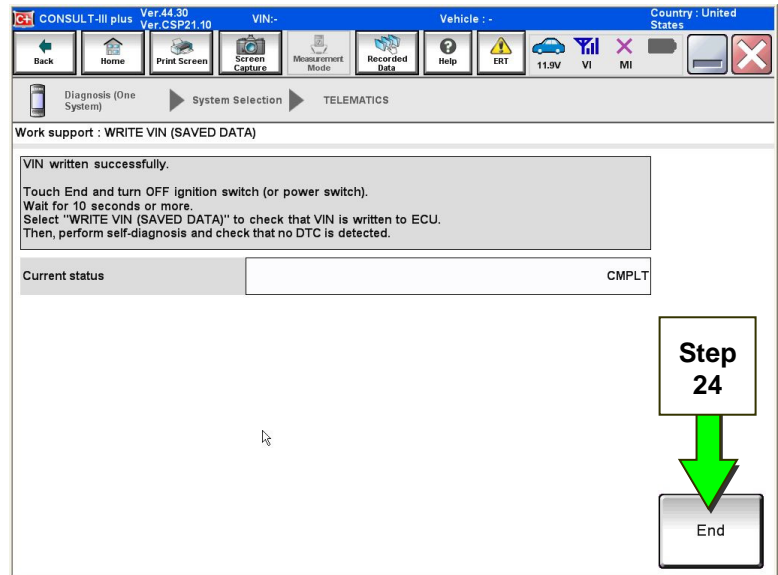 C+ CONSULT-III plus Ver.44.30 Ver.CSP21.10 VIN:- Vehicle : - Country : United States
Back Home Print Screen Screen Capture Measurement Mode Recorded Data Help ERT 11.9V VI MI
Diagnosis (One System) System Selection TELEMATICS
Work support : WRITE VIN (SAVED DATA)
VIN written successfully.
Touch End and turn OFF ignition switch (or power switch).
Wait for 10 seconds or more.
Select "WRITE VIN (SAVED DATA)" to check that VIN is written to ECU.
Then, perform self-diagnosis and check that no DTC is detected.
Current status CMPLT
Step
24
End